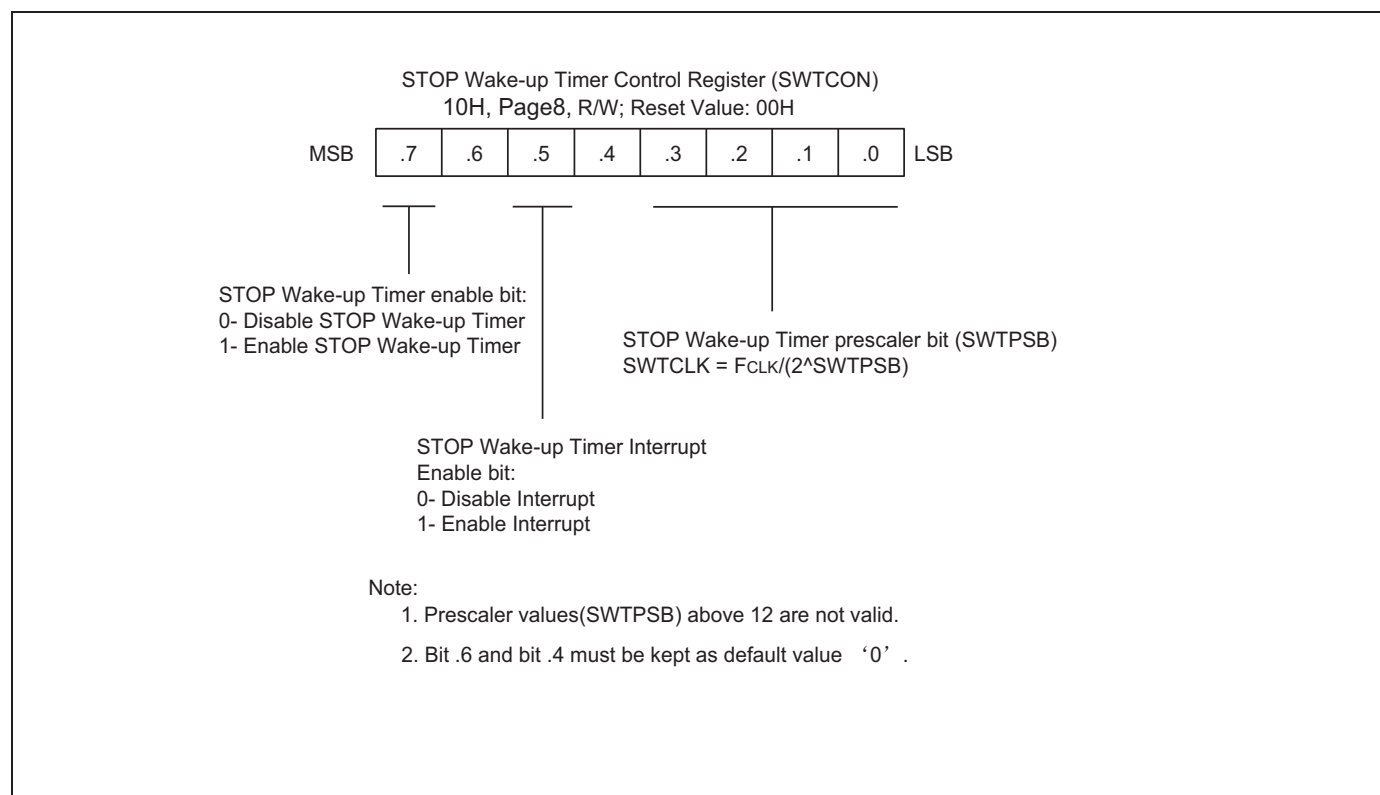 STOP Wake-up Timer Control Register (SWTCON)
10H, Page8, R/W; Reset Value: 00H
MSB .7 .6 .5 .4 .3 .2 .1 .0 LSB
STOP Wake-up Timer enable bit:
0- Disable STOP Wake-up Timer
1- Enable STOP Wake-up Timer
STOP Wake-up Timer prescaler bit (SWTPSB)
SWTCLK = FCLK/(2^SWTPSB)
STOP Wake-up Timer Interrupt
Enable bit:
0- Disable Interrupt
1- Enable Interrupt
Note:
1. Prescaler values(SWTPSB) above 12 are not valid.
2. Bit .6 and bit .4 must be kept as default value ‘0’ .